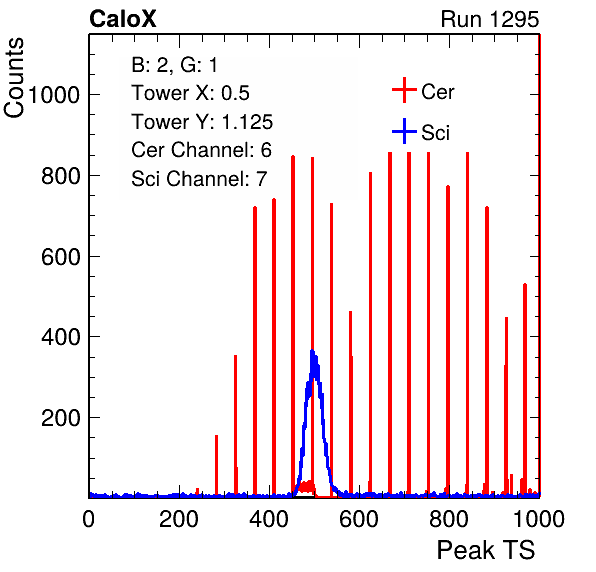 CaloX Run 1295
Counts
B: 2, G: 1
Tower X: 0.5
Tower Y: 1.125
Cer Channel: 6
Sci Channel: 7
Cer
Sci
1000
800
600
400
200
0 200 400 600 800 1000
Peak TS